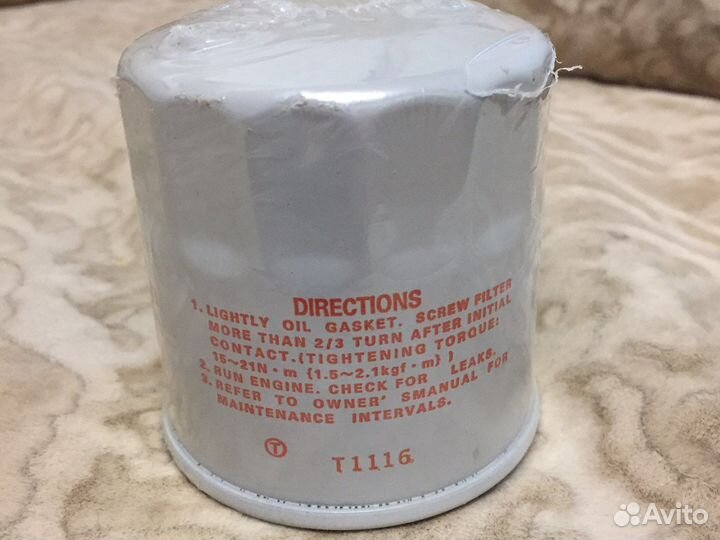 DIRECTIONS
1. LIGHTLY OIL GASKET. SCREW FILTER
MORE THAN 2/3 TURN AFTER INITIAL
CONTACT.(TIGHTENING TORQUE:
15~21N・m {1.5~2.1kgf・m} )
2. RUN ENGINE. CHECK FOR LEAKS.
3. REFER TO OWNER' SMANUAL FOR
MAINTENANCE INTERVALS.
T T1116
Avito